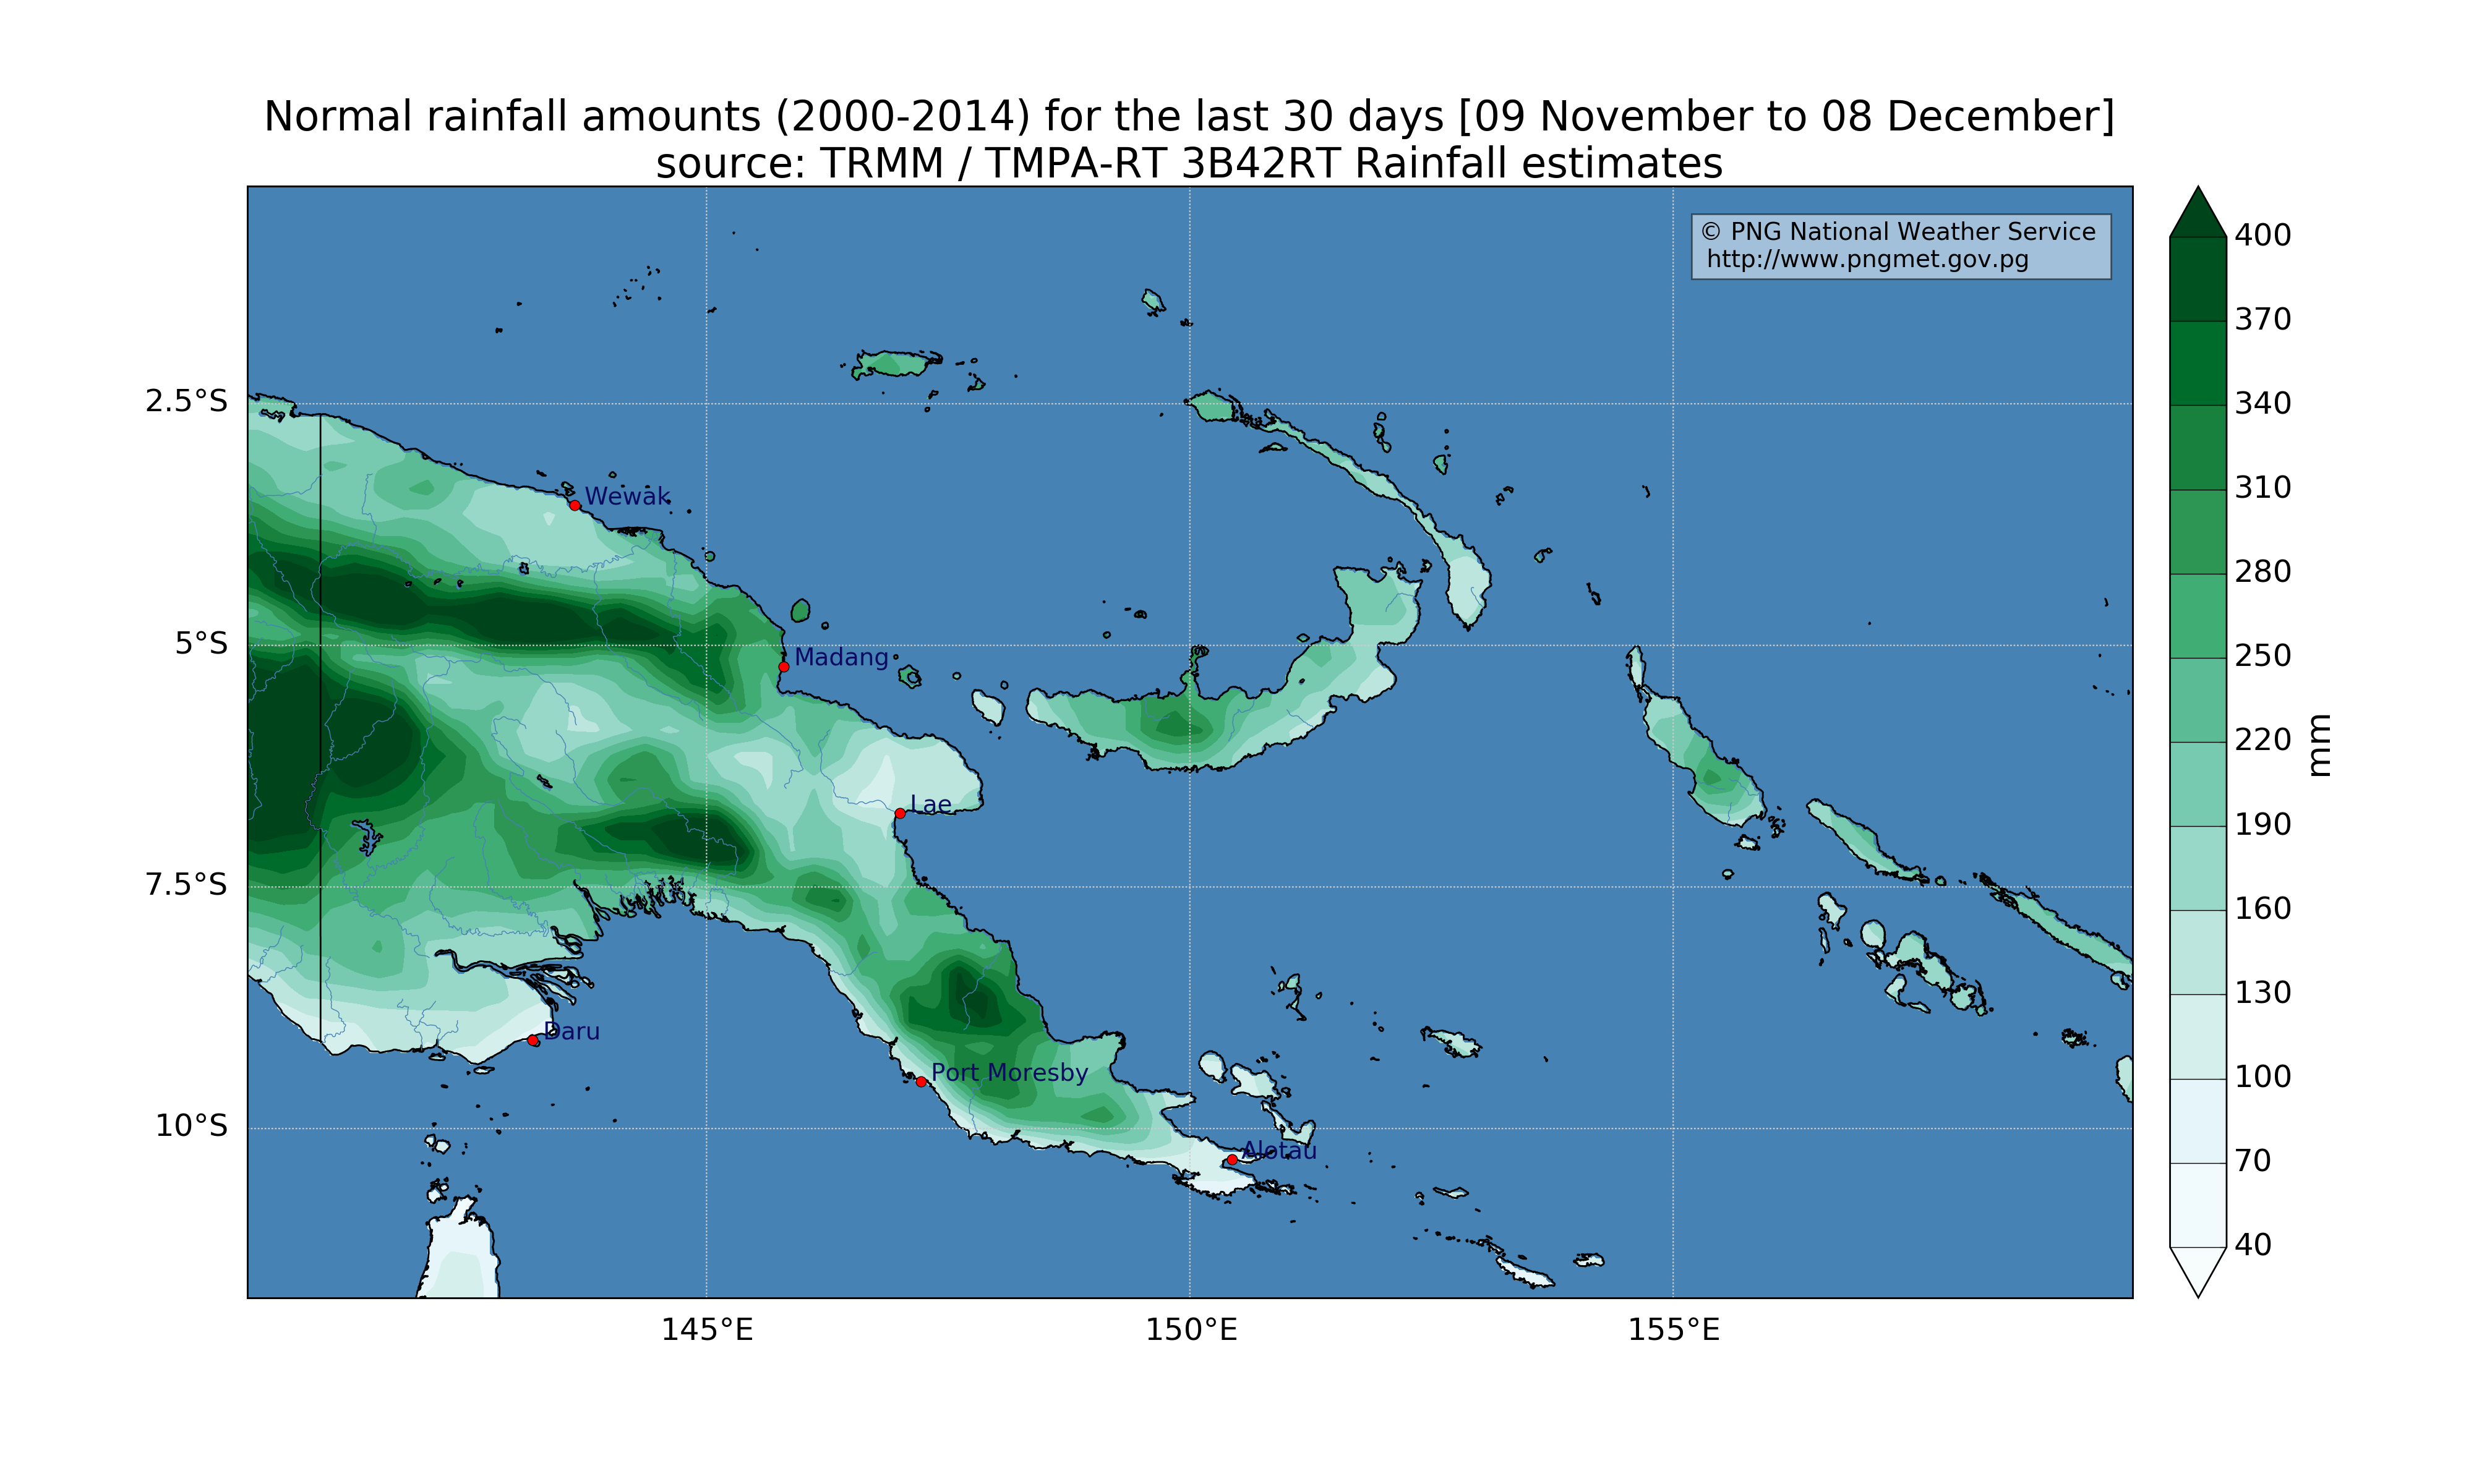 Normal rainfall amounts (2000-2014) for the last 30 days [09 November to 08 December]
source: TRMM / TMPA-RT 3B42RT Rainfall estimates
© PNG National Weather Service
http://www.pngmet.gov.pg
400
370
340
310
280
250
220
190
160
130
100
70
40
mm
2.5°S
5°S
7.5°S
10°S
Wewak
Madang
Lae
Daru
Port Moresby
Alotau
145°E
150°E
155°E